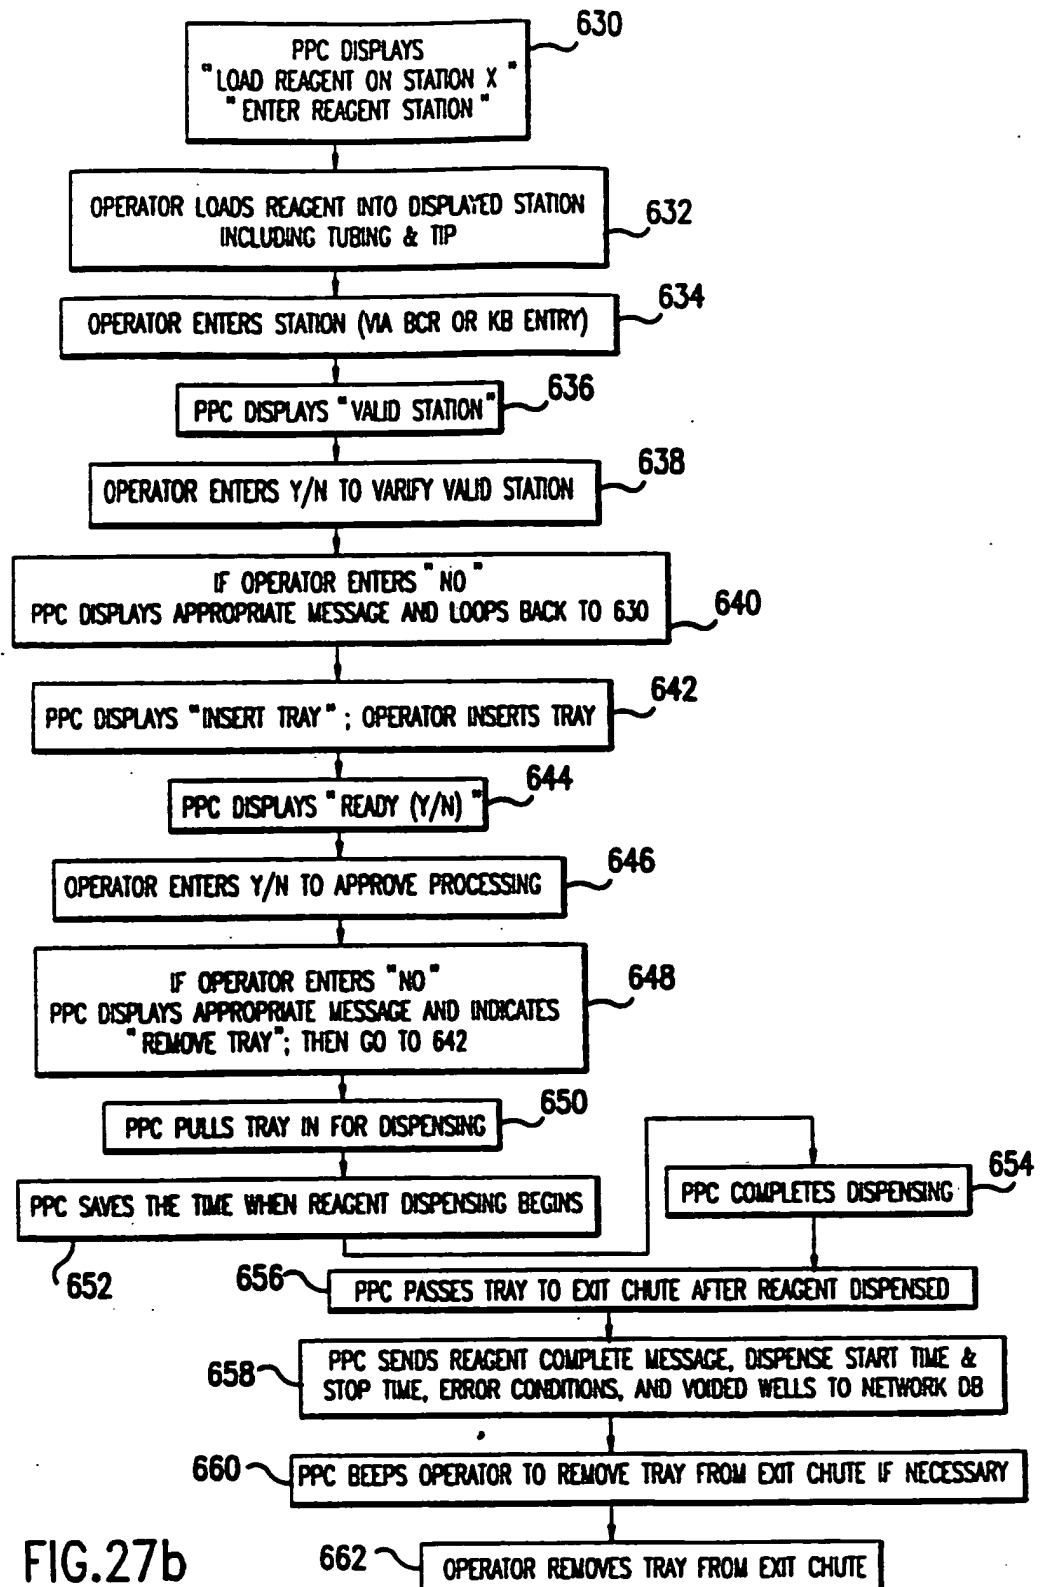 630
PPC DISPLAYS
"LOAD REAGENT ON STATION X"
"ENTER REAGENT STATION"
OPERATOR LOADS REAGENT INTO DISPLAYED STATION
INCLUDING TUBING & TIP
632
634
OPERATOR ENTERS STATION (VIA BCR OR KB ENTRY)
636
PPC DISPLAYS "VALID STATION"
638
OPERATOR ENTERS Y/N TO VARIFY VALID STATION
IF OPERATOR ENTERS "NO"
PPC DISPLAYS APPROPRIATE MESSAGE AND LOOPS BACK TO 630
640
642
PPC DISPLAYS "INSERT TRAY"; OPERATOR INSERTS TRAY
644
PPC DISPLAYS "READY (Y/N)"
646
OPERATOR ENTERS Y/N TO APPROVE PROCESSING
IF OPERATOR ENTERS "NO"
PPC DISPLAYS APPROPRIATE MESSAGE AND INDICATES
"REMOVE TRAY"; THEN GO TO 642
648
650
PPC PULLS TRAY IN FOR DISPENSING
PPC SAVES THE TIME WHEN REAGENT DISPENSING BEGINS
652
654
PPC COMPLETES DISPENSING
656
PPC PASSES TRAY TO EXIT CHUTE AFTER REAGENT DISPENSED
658
PPC SENDS REAGENT COMPLETE MESSAGE, DISPENSE START TIME &
STOP TIME, ERROR CONDITIONS, AND VOIDED WELLS TO NETWORK DB
660
PPC BEEPS OPERATOR TO REMOVE TRAY FROM EXIT CHUTE IF NECESSARY
662
OPERATOR REMOVES TRAY FROM EXIT CHUTE
FIG.27b